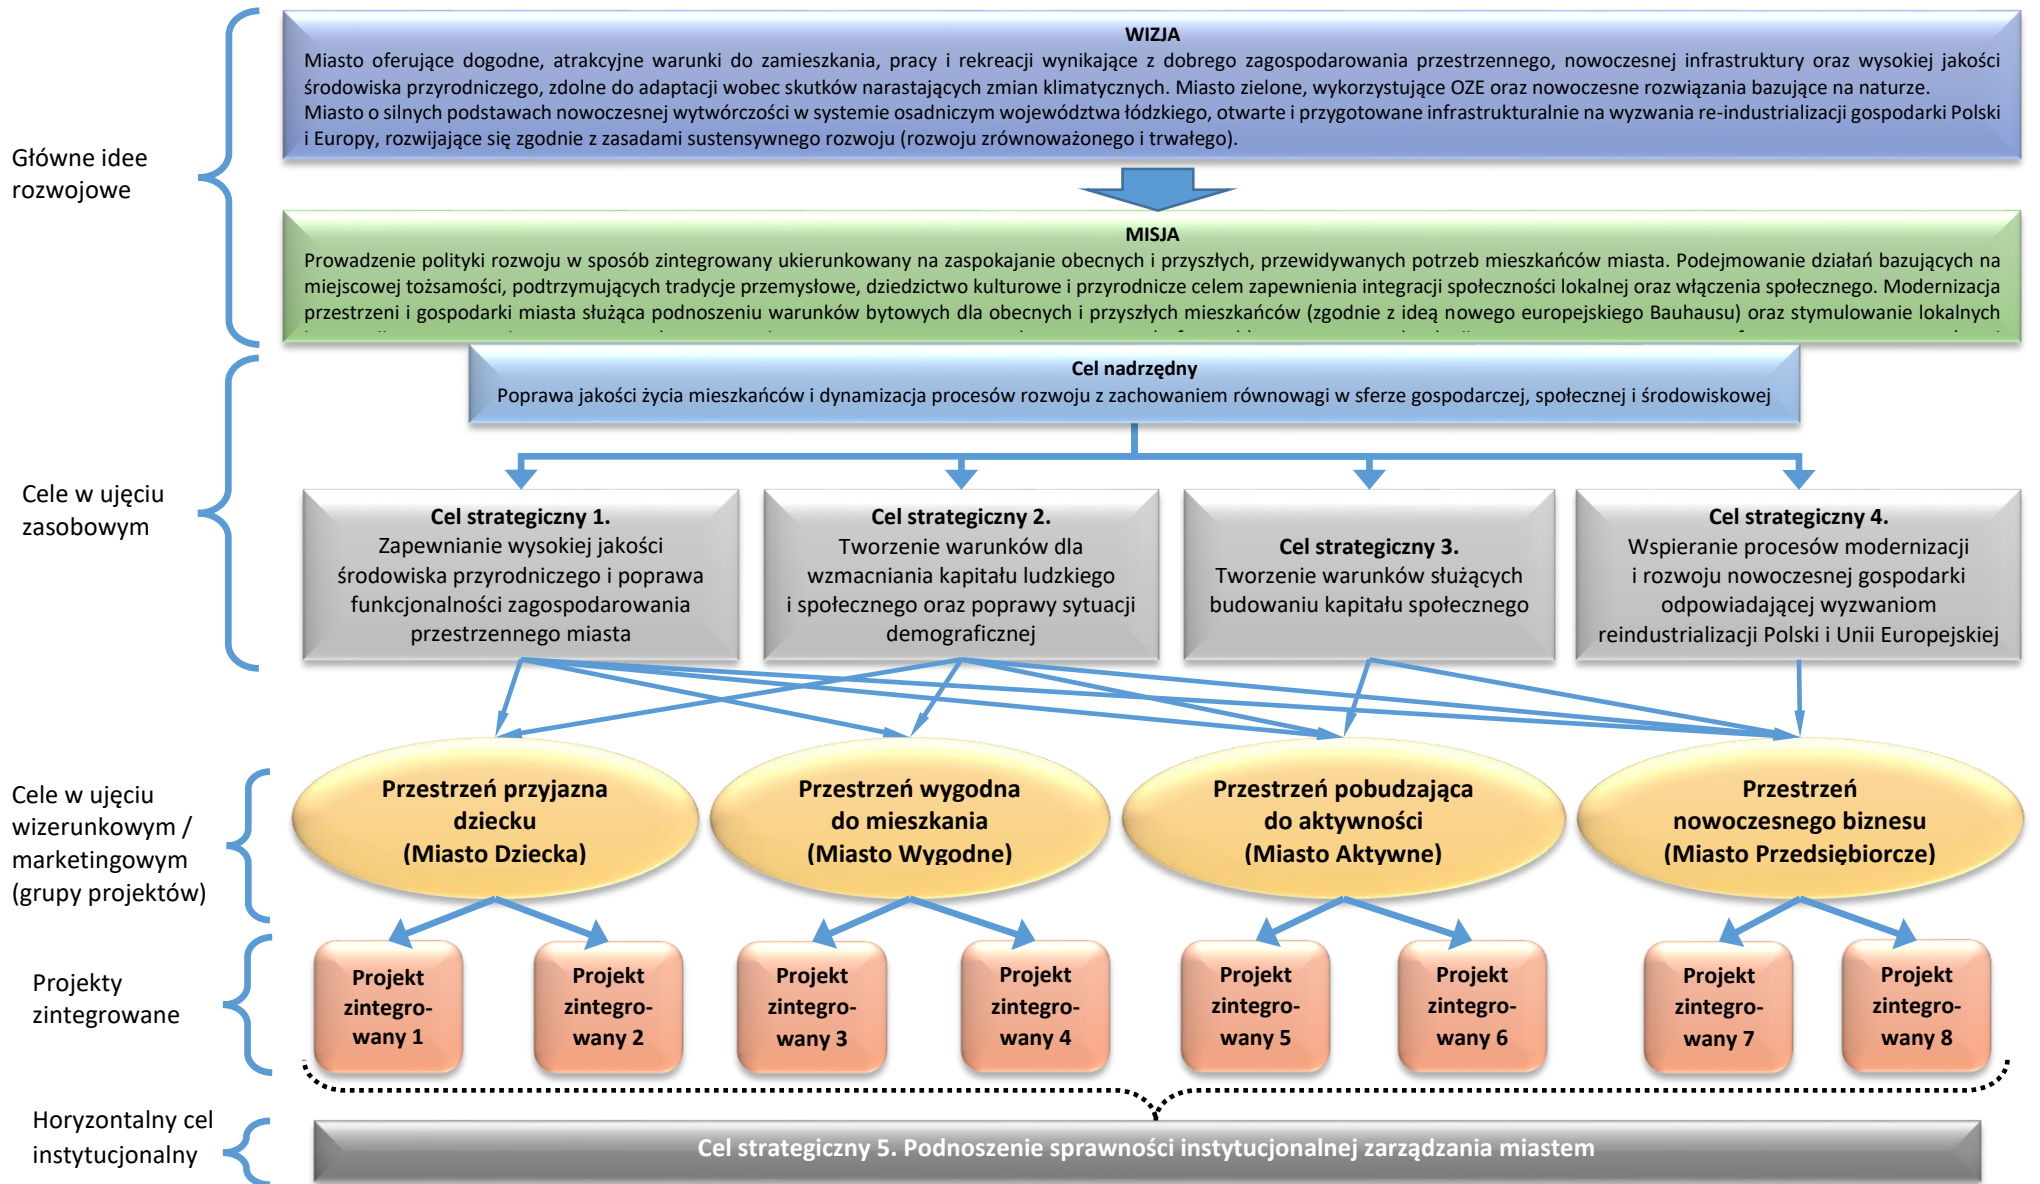 Główne idee
rozwojowe
WIZJA
Miasto oferujące dogodne, atrakcyjne warunki do zamieszkania, pracy i rekreacji wynikające z dobrego zagospodarowania przestrzennego, nowoczesnej infrastruktury oraz wysokiej jakości
środowiska przyrodniczego, zdolne do adaptacji wobec skutków narastających zmian klimatycznych. Miasto zielone, wykorzystujące OZE oraz nowoczesne rozwiązania bazujące na naturze.
Miasto o silnych podstawach nowoczesnej wytwórczości w systemie osadniczym województwa łódzkiego, otwarte i przygotowane infrastrukturalnie na wyzwania re-industrializacji gospodarki Polski
i Europy, rozwijające się zgodnie z zasadami sustensywnego rozwoju (rozwoju zrównoważonego i trwałego).
MISJA
Prowadzenie polityki rozwoju w sposób zintegrowany ukierunkowany na zaspokajanie obecnych i przyszłych, przewidywanych potrzeb mieszkańców miasta. Podejmowanie działań bazujących na
miejscowej tożsamości, podtrzymujących tradycje przemysłowe, dziedzictwo kulturowe i przyrodnicze celem zapewnienia integracji społeczności lokalnej oraz włączenia społecznego. Modernizacja
przestrzeni i gospodarki miasta służąca podnoszeniu warunków bytowych dla obecnych i przyszłych mieszkańców (zgodnie z ideą nowego europejskiego Bauhausu) oraz stymulowanie lokalnych
Cele w ujęciu
zasobowym
Cel nadrzędny
Poprawa jakości życia mieszkańców i dynamizacja procesów rozwoju z zachowaniem równowagi w sferze gospodarczej, społecznej i środowiskowej
Cel strategiczny 1.
Zapewnianie wysokiej jakości
środowiska przyrodniczego i poprawa
funkcjonalności zagospodarowania
przestrzennego miasta
Cel strategiczny 2.
Tworzenie warunków dla
wzmacniania kapitału ludzkiego
i społecznego oraz poprawy sytuacji
demograficznej
Cel strategiczny 3.
Tworzenie warunków służących
budowaniu kapitału społecznego
Cel strategiczny 4.
Wspieranie procesów modernizacji
i rozwoju nowoczesnej gospodarki
odpowiadającej wyzwaniom
reindustrializacji Polski i Unii Europejskiej
Cele w ujęciu
wizerunkowym /
marketingowym
(grupy projektów)
Przestrzeń przyjazna
dziecku
(Miasto Dziecka)
Przestrzeń wygodna
do mieszkania
(Miasto Wygodne)
Przestrzeń pobudzająca
do aktywności
(Miasto Aktywne)
Przestrzeń
nowoczesnego biznesu
(Miasto Przedsiębiorcze)
Projekty
zintegrowane
Projekt
zintegro-
wany 1
Projekt
zintegro-
wany 2
Projekt
zintegro-
wany 3
Projekt
zintegro-
wany 4
Projekt
zintegro-
wany 5
Projekt
zintegro-
wany 6
Projekt
zintegro-
wany 7
Projekt
zintegro-
wany 8
Horyzontalny cel
instytucjonalny
Cel strategiczny 5. Podnoszenie sprawności instytucjonalnej zarządzania miastem